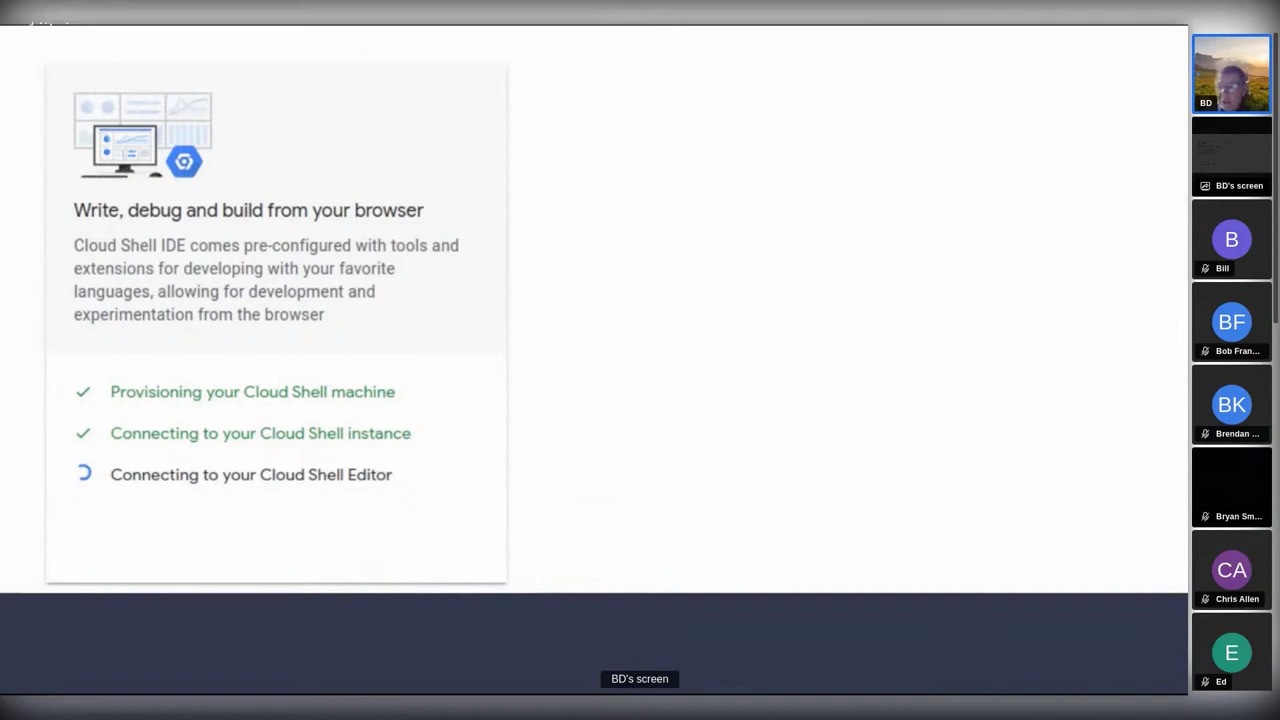 Write, debug and build from your browser
Cloud Shell IDE comes pre-configured with tools and
extensions for developing with your favorite
languages, allowing for development and
experimentation from the browser
Provisioning your Cloud Shell machine
Connecting to your Cloud Shell instance
Connecting to your Cloud Shell Editor
BD's screen
BD
BD's screen
B
Bill
BF
Bob Fran...
BK
Brendan ...
Bryan Sm...
CA
Chris Allen
E
Ed